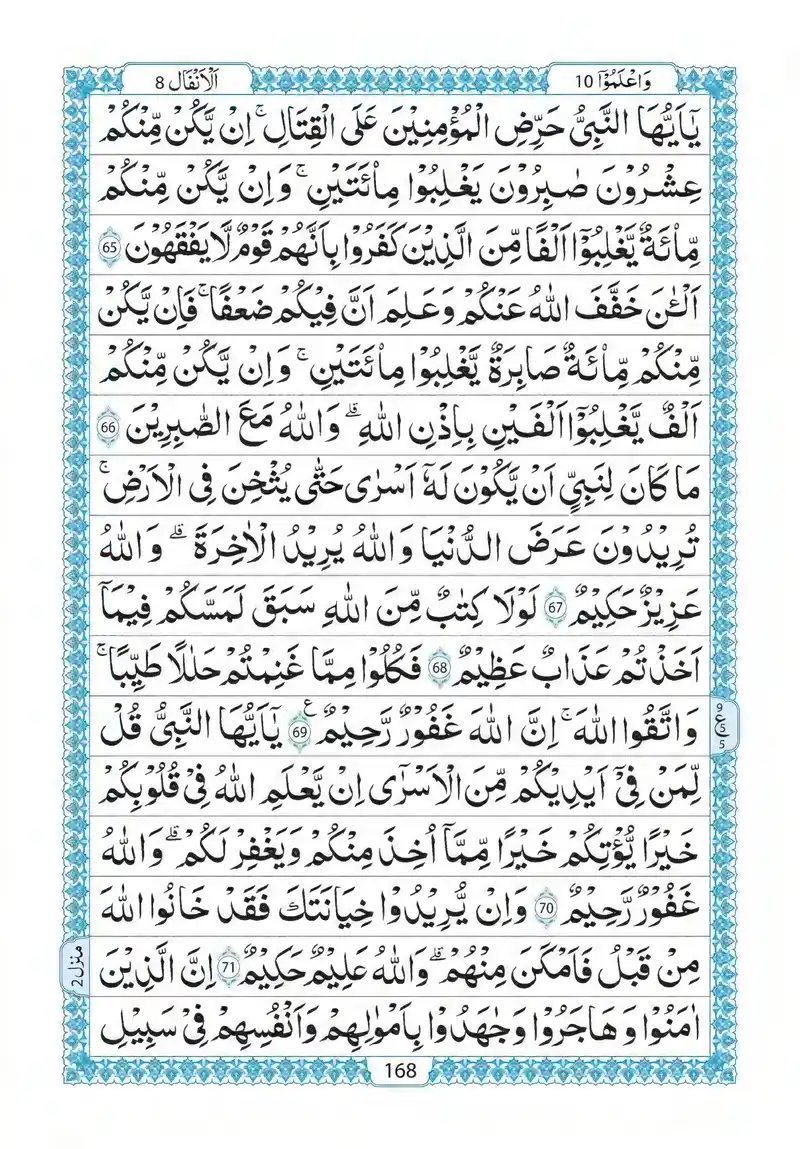 اَلْاَنْفَال 8
وَاعْلَمُوْٓا 10
يٰٓاَيُّهَا النَّبِيُّ حَرِّضِ الْمُؤْمِنِيْنَ عَلَى الْقِتَالِ ۚ اِنْ يَّكُنْ مِّنْكُمْ
عِشْرُوْنَ صٰبِرُوْنَ يَغْلِبُوْا مِائَتَيْنِ ۚ وَاِنْ يَّكُنْ مِّنْكُمْ
مِّائَةٌ يَّغْلِبُوْٓا اَلْفًا مِّنَ الَّذِيْنَ كَفَرُوْا بِاَنَّهُمْ قَوْمٌ لَّا يَفْقَهُوْنَ 65
اَلْـٰٔنَ خَفَّفَ اللّٰهُ عَنْكُمْ وَعَلِمَ اَنَّ فِيْكُمْ ضَعْفًا ۚ فَاِنْ يَّكُنْ
مِّنْكُمْ مِّائَةٌ صَابِرَةٌ يَّغْلِبُوْا مِائَتَيْنِ ۚ وَاِنْ يَّكُنْ مِّنْكُمْ
اَلْفٌ يَّغْلِبُوْٓا اَلْفَيْنِ بِاِذْنِ اللّٰهِ ۗ وَاللّٰهُ مَعَ الصّٰبِرِيْنَ 66
مَا كَانَ لِنَبِيٍّ اَنْ يَّكُوْنَ لَهٗٓ اَسْرٰى حَتّٰى يُثْخِنَ فِى الْاَرْضِ ۚ
تُرِيْدُوْنَ عَرَضَ الدُّنْيَا وَاللّٰهُ يُرِيْدُ الْاٰخِرَةَ ۗ وَاللّٰهُ
عَزِيْزٌ حَكِيْمٌ 67 لَوْلَا كِتٰبٌ مِّنَ اللّٰهِ سَبَقَ لَمَسَّكُمْ فِيْمَآ
اَخَذْتُمْ عَذَابٌ عَظِيْمٌ 68 فَكُلُوْا مِمَّا غَنِمْتُمْ حَلٰلًا طَيِّبًا ۚ
وَاتَّقُوا اللّٰهَ ۚ اِنَّ اللّٰهَ غَفُوْرٌ رَّحِيْمٌ 69 ع يٰٓاَيُّهَا النَّبِيُّ قُلْ
9 ع 5 5
لِّمَنْ فِيْٓ اَيْدِيْكُمْ مِّنَ الْاَسْرٰٓى اِنْ يَّعْلَمِ اللّٰهُ فِيْ قُلُوْبِكُمْ
خَيْرًا يُّؤْتِكُمْ خَيْرًا مِّمَّآ اُخِذَ مِنْكُمْ وَيَغْفِرْ لَكُمْ ۗ وَاللّٰهُ
غَفُوْرٌ رَّحِيْمٌ 70 وَاِنْ يُّرِيْدُوْا خِيَانَتَكَ فَقَدْ خَانُوا اللّٰهَ
مِنْ قَبْلُ فَاَمْكَنَ مِنْهُمْ ۗ وَاللّٰهُ عَلِيْمٌ حَكِيْمٌ 71 اِنَّ الَّذِيْنَ
منزل 2
اٰمَنُوْا وَهَاجَرُوْا وَجٰهَدُوْا بِاَمْوٰلِهِمْ وَاَنْفُسِهِمْ فِيْ سَبِيْلِ
168